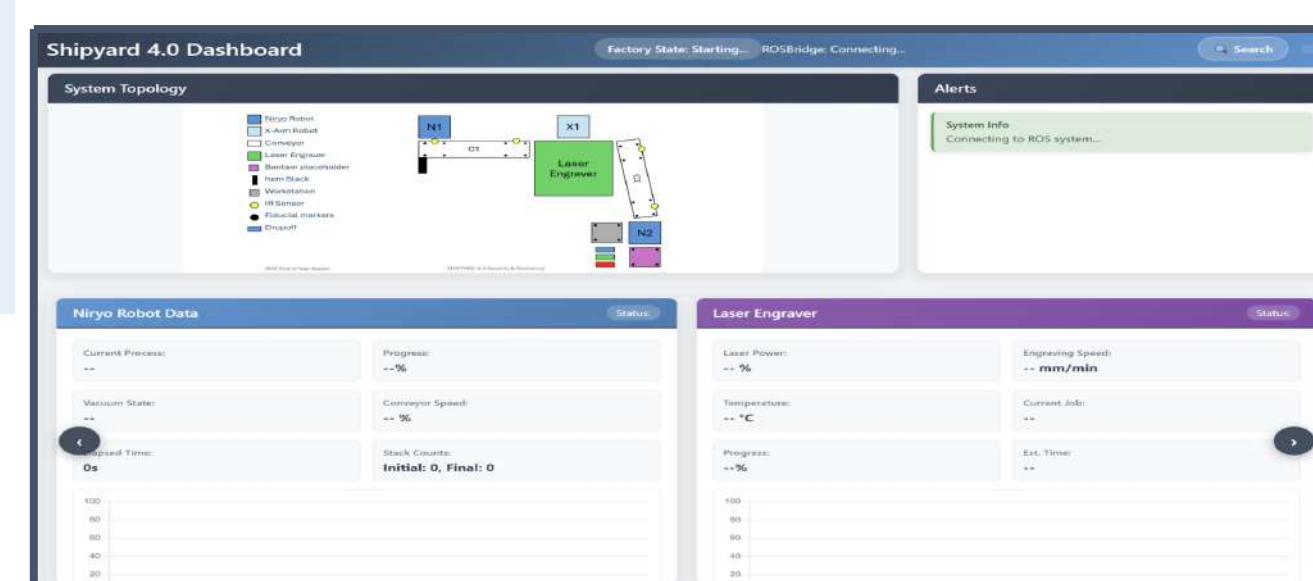 Shipyard 4.0 Dashboard
Factory State: Starting... ROSBridge: Connecting...
Search
System Topology
Niryo Robot
X-Arm Robot
Conveyor
Laser Engraver
Bantam placeholder
Item Stack
Workstation
IR Sensor
Fiducial markers
Dropoff
N1
X1
C1
Laser
Engraver
N2
Alerts
System Info
Connecting to ROS system...
Niryo Robot Data
Status:
Current Process:
--
Progress:
--%
Vacuum State:
--
Conveyor Speed:
-- %
Elapsed Time:
0s
Stack Counts:
Initial: 0, Final: 0
100
80
60
40
20
Laser Engraver
Status:
Laser Power:
-- %
Engraving Speed:
-- mm/min
Temperature:
-- °C
Current Job:
--
Progress:
--%
Est. Time:
--
100
80
60
40
20